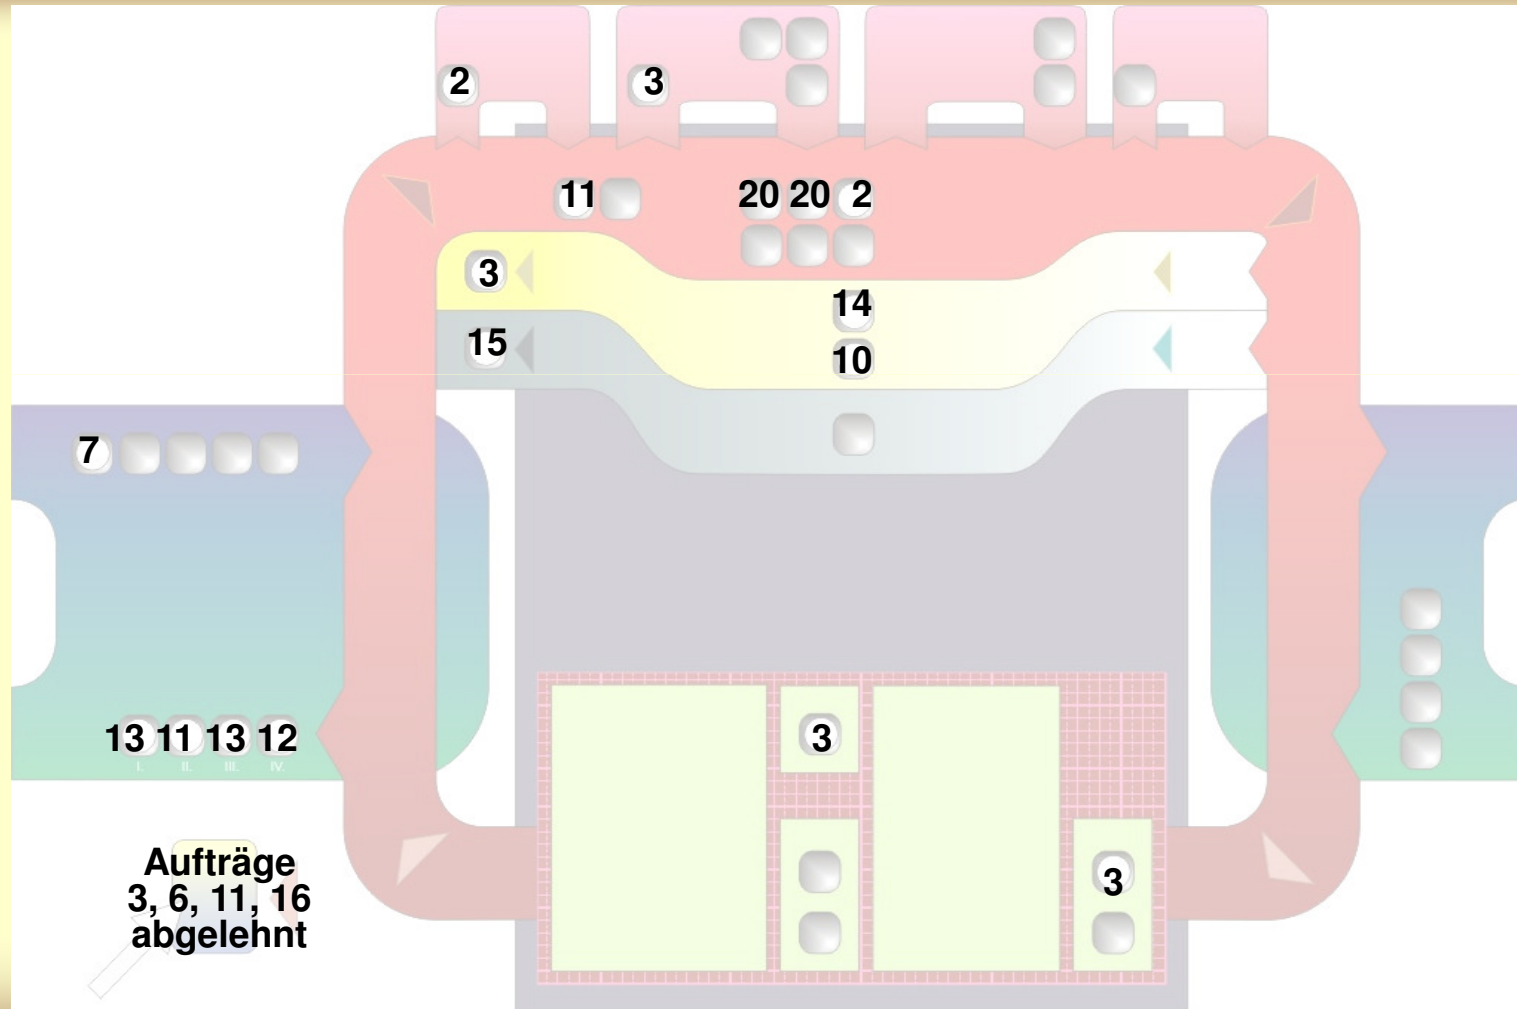 2 3
11 20 20 2
3 14
15 10
7
3
13 11 13 12
I. II. III. IV.
Aufträge
3, 6, 11, 16
abgelehnt
3